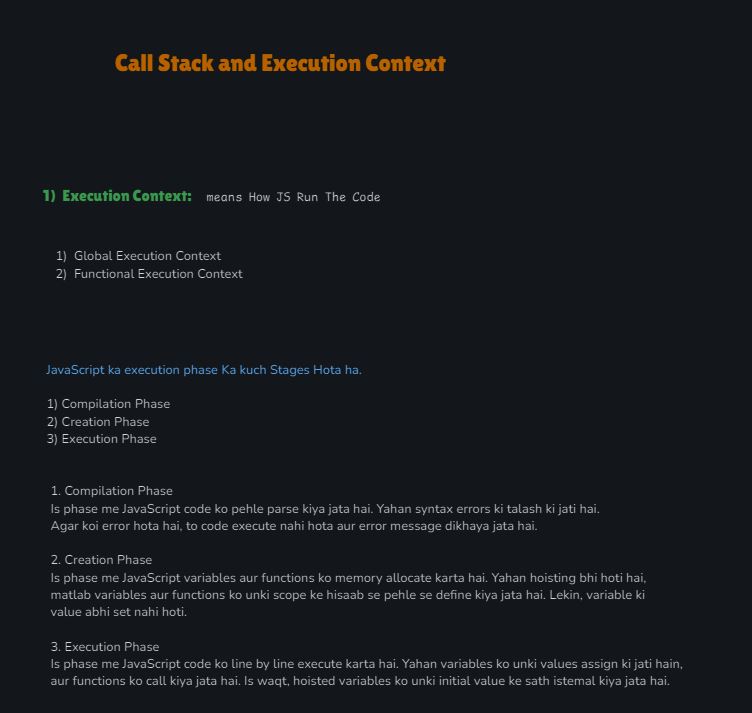 Call Stack and Execution Context
1) Execution Context: means How JS Run The Code
1) Global Execution Context
2) Functional Execution Context
JavaScript ka execution phase Ka kuch Stages Hota ha.
1) Compilation Phase
2) Creation Phase
3) Execution Phase
1. Compilation Phase
Is phase me JavaScript code ko pehle parse kiya jata hai. Yahan syntax errors ki talash ki jati hai.
Agar koi error hota hai, to code execute nahi hota aur error message dikhaya jata hai.
2. Creation Phase
Is phase me JavaScript variables aur functions ko memory allocate karta hai. Yahan hoisting bhi hoti hai,
matlab variables aur functions ko unki scope ke hisaab se pehle se define kiya jata hai. Lekin, variable ki
value abhi set nahi hoti.
3. Execution Phase
Is phase me JavaScript code ko line by line execute karta hai. Yahan variables ko unki values assign ki jati hain,
aur functions ko call kiya jata hai. Is waqt, hoisted variables ko unki initial value ke sath istemal kiya jata hai.